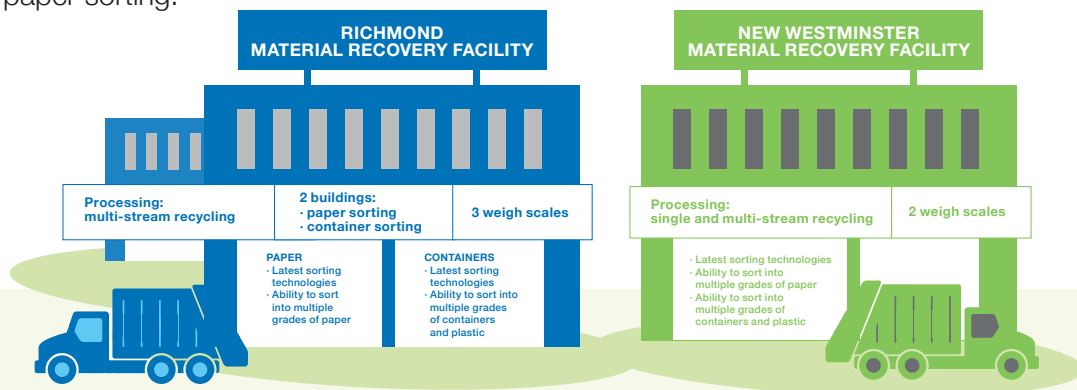 paper sorting.
RICHMOND
MATERIAL RECOVERY FACILITY
Processing:
multi-stream recycling
2 buildings:
· paper sorting
· container sorting
3 weigh scales
PAPER
· Latest sorting
technologies
· Ability to sort
into multiple
grades of paper
CONTAINERS
· Latest sorting
technologies
· Ability to sort into
multiple grades
of containers
and plastic
NEW WESTMINSTER
MATERIAL RECOVERY FACILITY
Processing:
single and multi-stream recycling
2 weigh scales
· Latest sorting technologies
· Ability to sort into
multiple grades of paper
· Ability to sort into
multiple grades of
containers and plastic